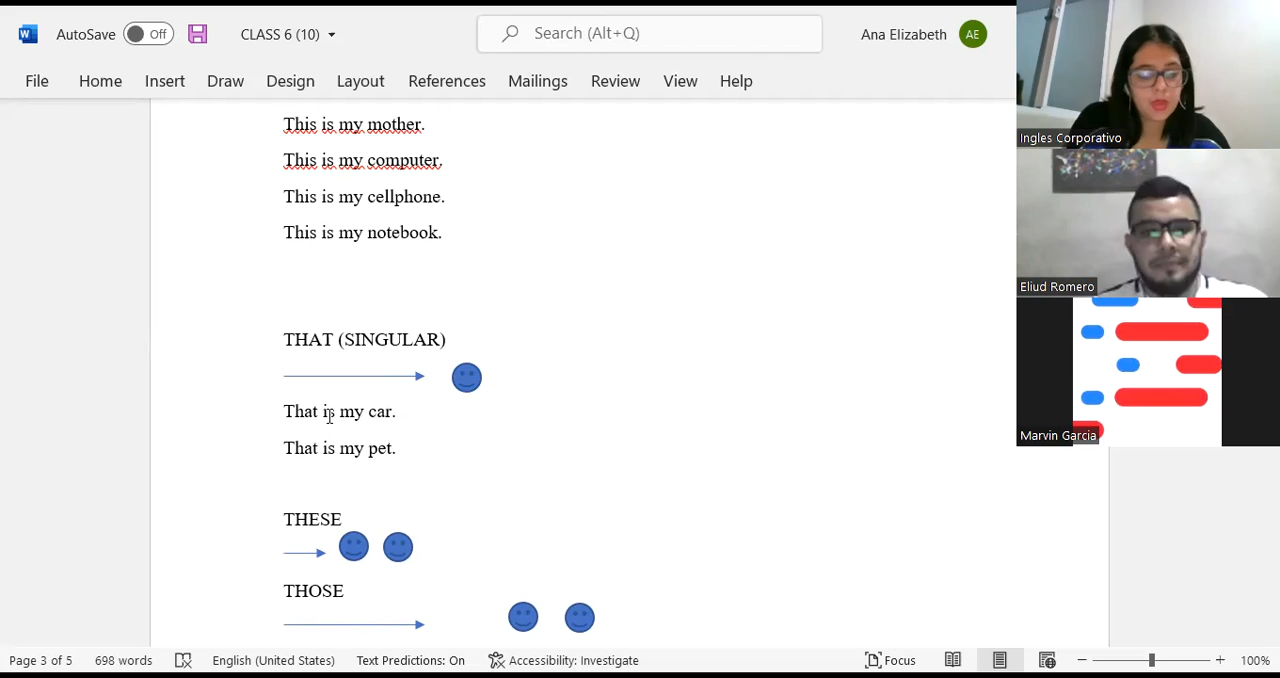 AutoSave Off CLASS 6 (10) Search (Alt+Q) Ana Elizabeth AE
File Home Insert Draw Design Layout References Mailings Review View Help
This is my mother.
This is my computer.
This is my cellphone.
This is my notebook.
THAT (SINGULAR)
That is my car.
That is my pet.
THESE
THOSE
Page 3 of 5 698 words English (United States) Text Predictions: On Accessibility: Investigate Focus 100%
Ingles Corporativo
Eliud Romero
Marvin Garcia